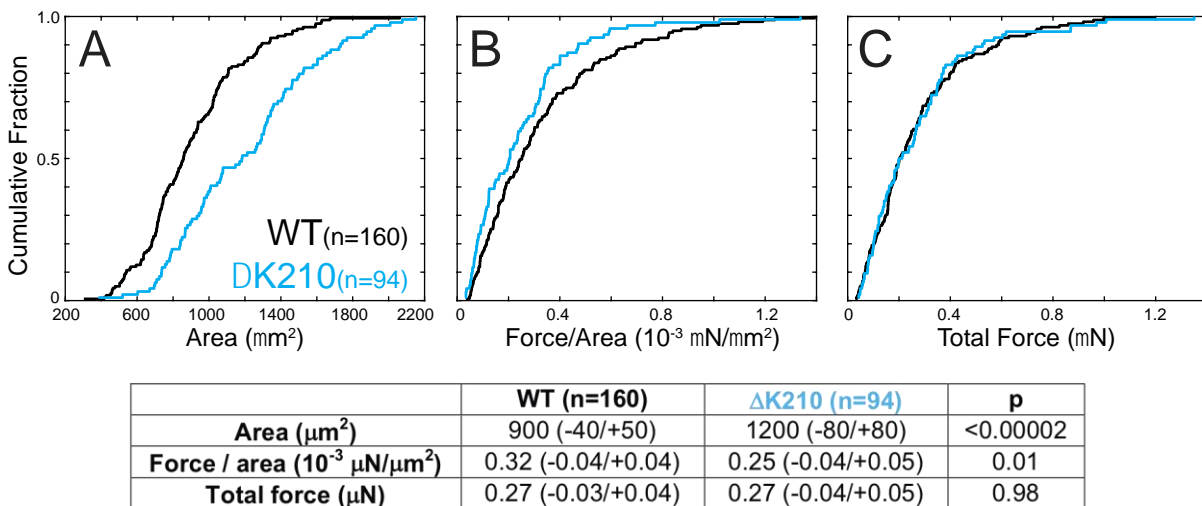 A
B
C
Cumulative Fraction
1.0
0.5
0
WT(n=160)
DK210(n=94)
200 600 1000 1400 1800 2200
Area (mm²)
0 0.4 0.8 1.2
Force/Area (10⁻³ mN/mm²)
0 0.4 0.8 1.2
Total Force (mN)
WT (n=160) ΔK210 (n=94) p
Area (μm²) 900 (-40/+50) 1200 (-80/+80) <0.00002
Force / area (10⁻³ μN/μm²) 0.32 (-0.04/+0.04) 0.25 (-0.04/+0.05) 0.01
Total force (μN) 0.27 (-0.03/+0.04) 0.27 (-0.04/+0.05) 0.98